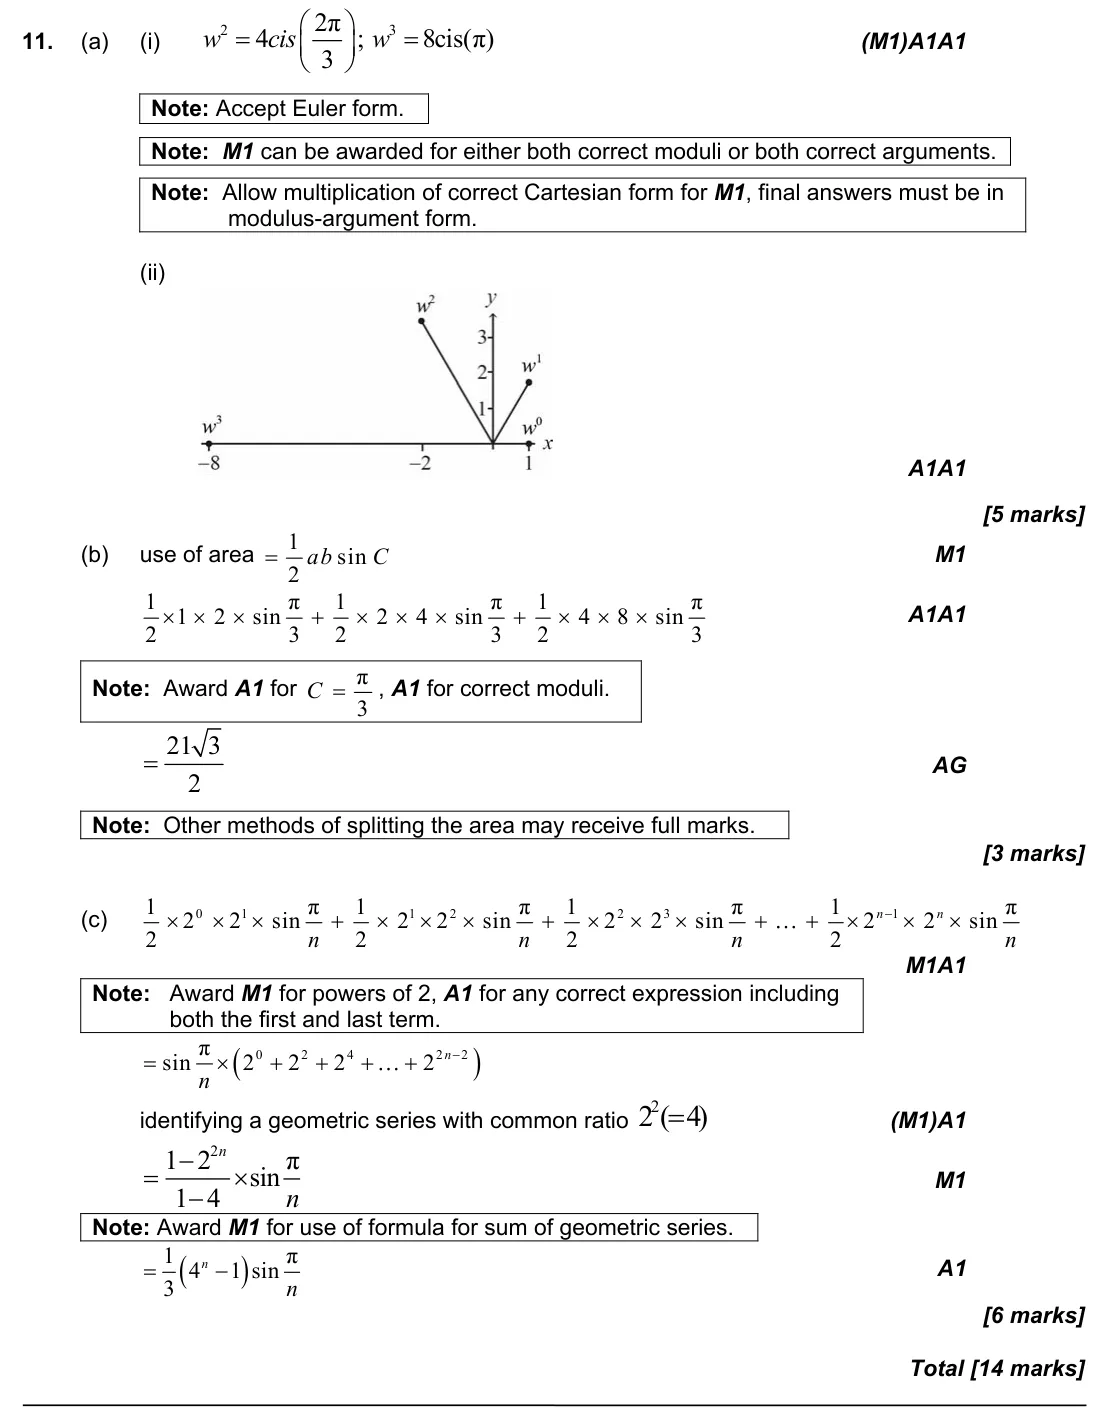 11. (a) (i) w² = 4cis(2π/3); w³ = 8cis(π) (M1)A1A1
Note: Accept Euler form.
Note: M1 can be awarded for either both correct moduli or both correct arguments.
Note: Allow multiplication of correct Cartesian form for M1, final answers must be in
modulus-argument form.
(ii)
w² y
3
2 w¹
1
w³ w⁰ x
−8 −2 1
A1A1
[5 marks]
(b) use of area = 1/2 ab sin C M1
1/2 × 1 × 2 × sin π/3 + 1/2 × 2 × 4 × sin π/3 + 1/2 × 4 × 8 × sin π/3 A1A1
Note: Award A1 for C = π/3 , A1 for correct moduli.
= 21√3/2 AG
Note: Other methods of splitting the area may receive full marks.
[3 marks]
(c) 1/2 × 2⁰ × 2¹ × sin π/n + 1/2 × 2¹ × 2² × sin π/n + 1/2 × 2² × 2³ × sin π/n + … + 1/2 × 2ⁿ⁻¹ × 2ⁿ × sin π/n
M1A1
Note: Award M1 for powers of 2, A1 for any correct expression including
both the first and last term.
= sin π/n × (2⁰ + 2² + 2⁴ + … + 2²ⁿ⁻²)
identifying a geometric series with common ratio 2²(=4) (M1)A1
= (1−2²ⁿ)/(1−4) × sin π/n M1
Note: Award M1 for use of formula for sum of geometric series.
= 1/3 (4ⁿ −1) sin π/n A1
[6 marks]
Total [14 marks]